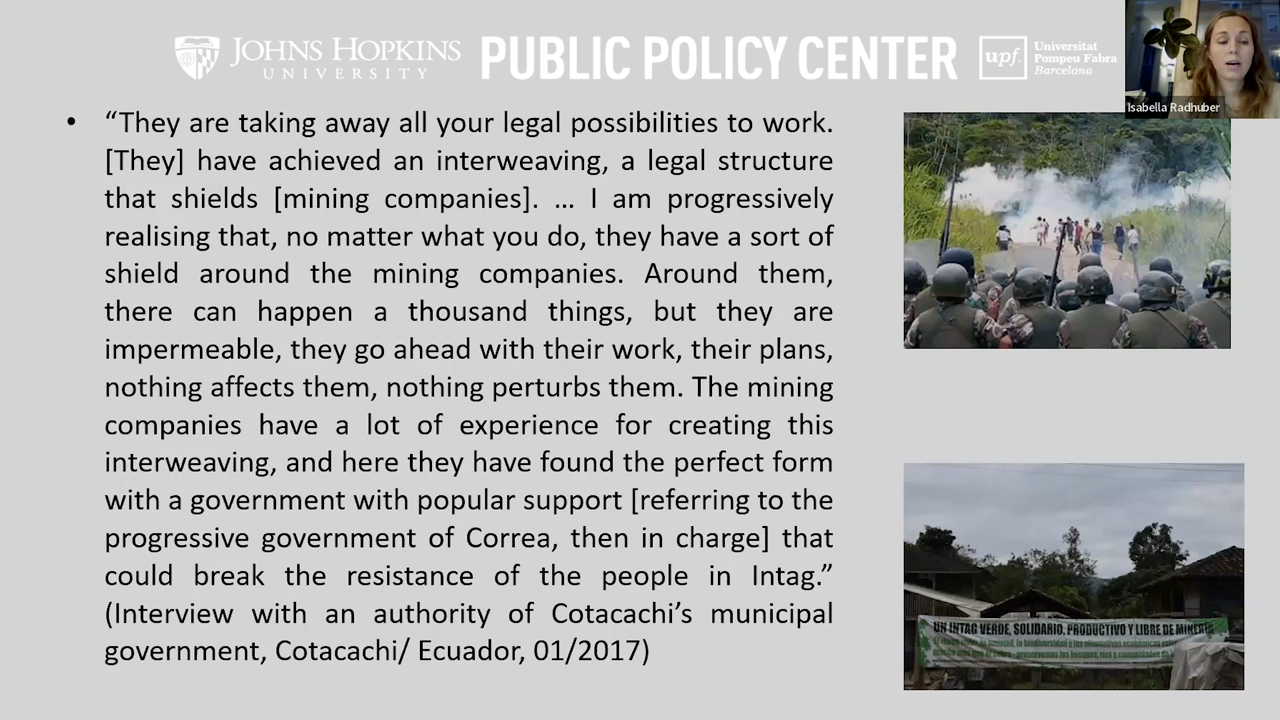 JOHNS HOPKINS
UNIVERSITY
PUBLIC POLICY CENTER
upf.
Universitat
Pompeu Fabra
Barcelona
Isabella Radhuber
• “They are taking away all your legal possibilities to work.
[They] have achieved an interweaving, a legal structure
that shields [mining companies]. … I am progressively
realising that, no matter what you do, they have a sort of
shield around the mining companies. Around them,
there can happen a thousand things, but they are
impermeable, they go ahead with their work, their plans,
nothing affects them, nothing perturbs them. The mining
companies have a lot of experience for creating this
interweaving, and here they have found the perfect form
with a government with popular support [referring to the
progressive government of Correa, then in charge] that
could break the resistance of the people in Intag.”
(Interview with an authority of Cotacachi’s municipal
government, Cotacachi/ Ecuador, 01/2017)
UN INTAG VERDE, SOLIDARIO, PRODUCTIVO Y LIBRE DE MINERÍA
la biodiversidad y las alternativas económicas